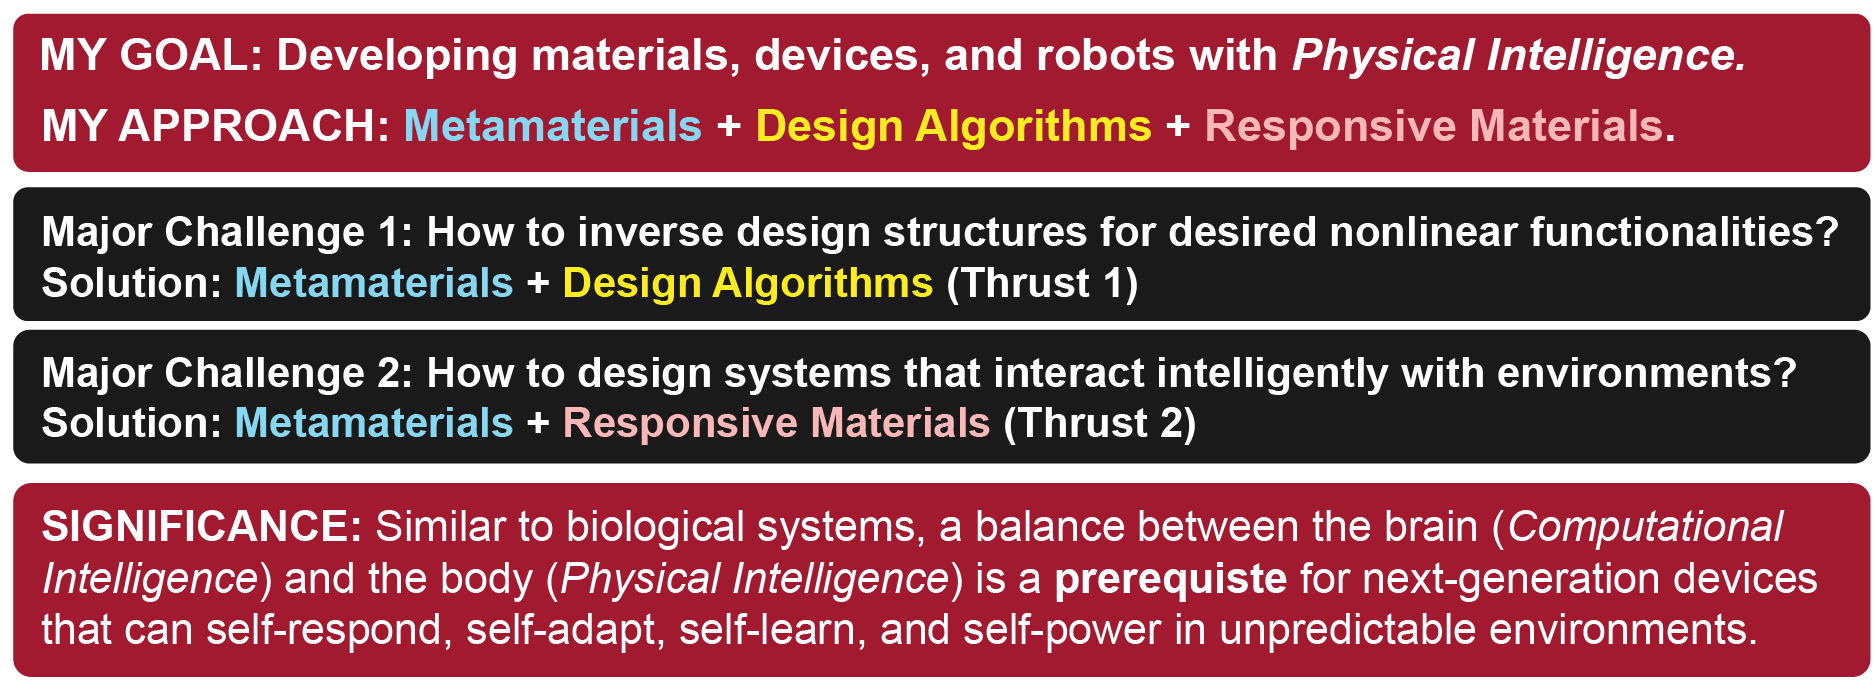 MY GOAL: Developing materials, devices, and robots with Physical Intelligence.
MY APPROACH: Metamaterials + Design Algorithms + Responsive Materials.
Major Challenge 1: How to inverse design structures for desired nonlinear functionalities?
Solution: Metamaterials + Design Algorithms (Thrust 1)
Major Challenge 2: How to design systems that interact intelligently with environments?
Solution: Metamaterials + Responsive Materials (Thrust 2)
SIGNIFICANCE: Similar to biological systems, a balance between the brain (Computational
Intelligence) and the body (Physical Intelligence) is a prerequiste for next-generation devices
that can self-respond, self-adapt, self-learn, and self-power in unpredictable environments.